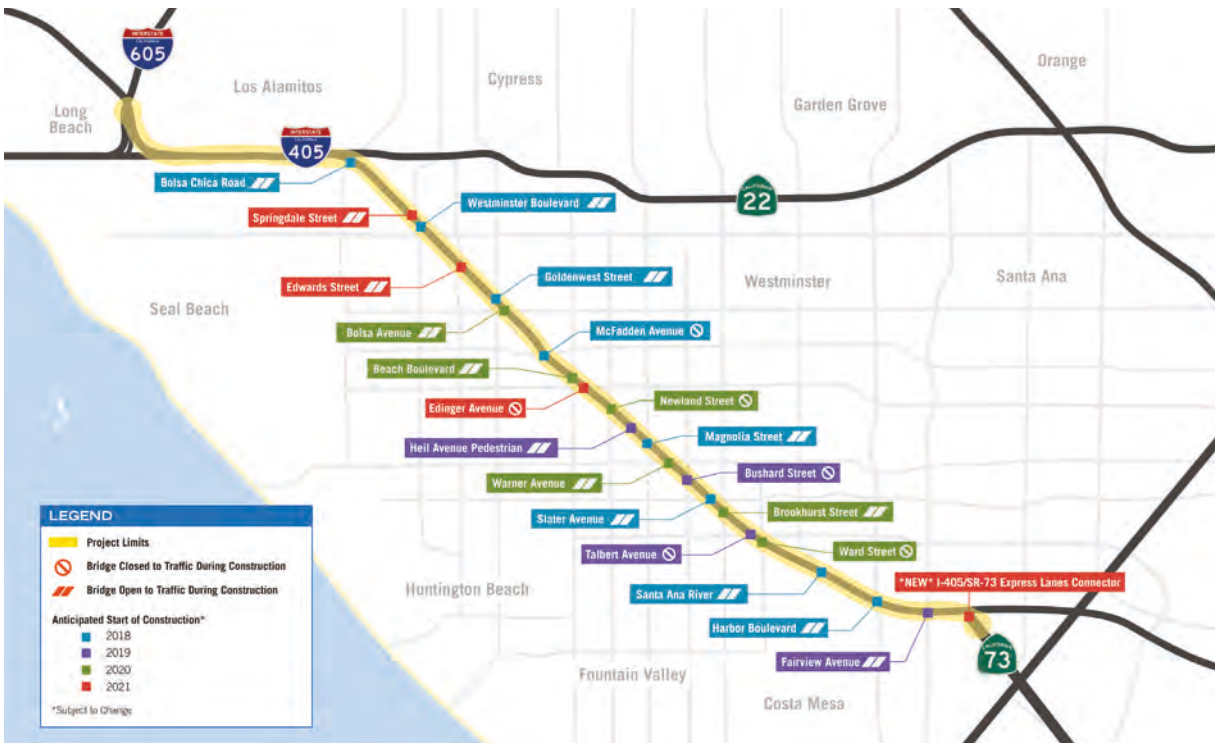 INTERSTATE
CALIFORNIA
605
Los Alamitos
Cypress
Orange
Garden Grove
Long
Beach
INTERSTATE
CALIFORNIA
405
Bolsa Chica Road
CALIFORNIA
22
Westminster Boulevard
Springdale Street
Goldenwest Street
Westminster
Santa Ana
Edwards Street
Seal Beach
Bolsa Avenue
McFadden Avenue
Beach Boulevard
Newland Street
Edinger Avenue
Magnolia Street
Heil Avenue Pedestrian
Bushard Street
Warner Avenue
Brookhurst Street
Slater Avenue
Ward Street
Talbert Avenue
*NEW* I-405/SR-73 Express Lanes Connector
Huntington Beach
Santa Ana River
Harbor Boulevard
CALIFORNIA
73
Fairview Avenue
Fountain Valley
Costa Mesa
LEGEND
Project Limits
Bridge Closed to Traffic During Construction
Bridge Open to Traffic During Construction
Anticipated Start of Construction*
2018
2019
2020
2021
*Subject to Change